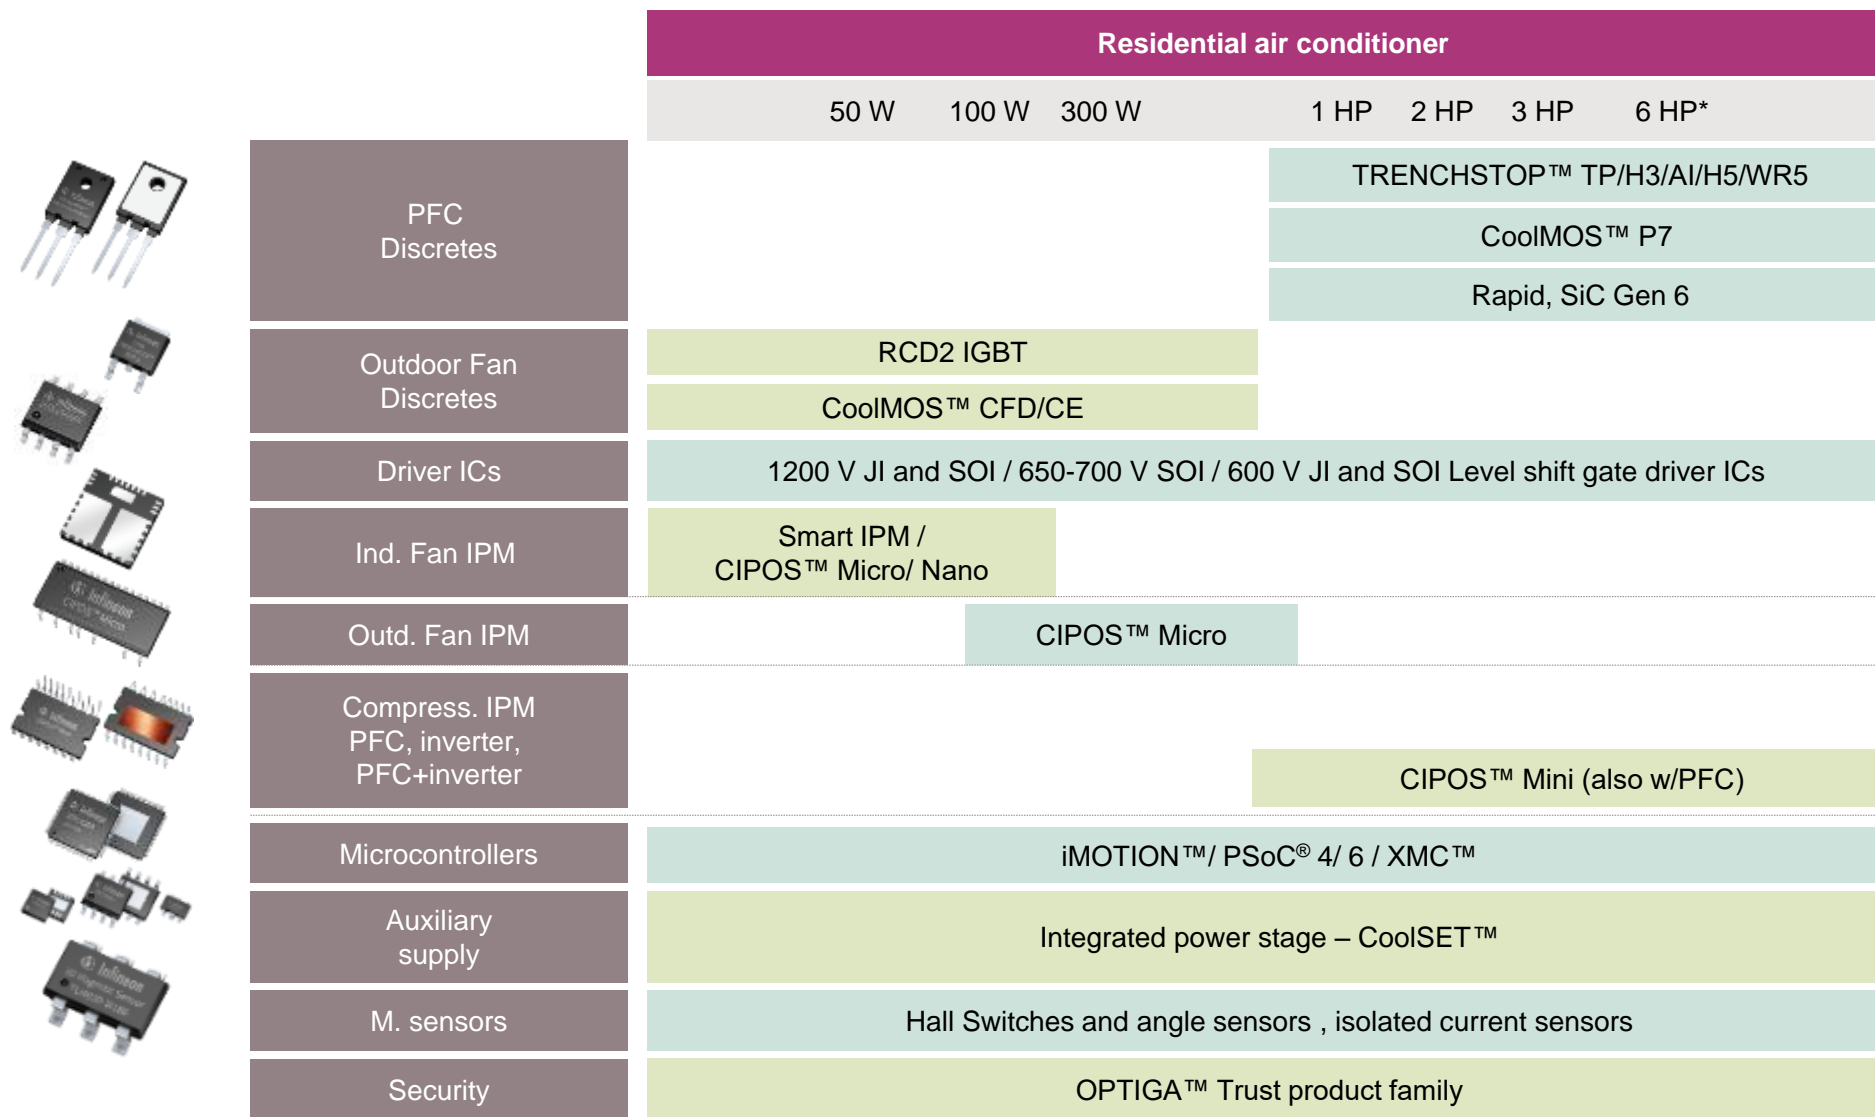 Residential air conditioner
50 W 100 W 300 W 1 HP 2 HP 3 HP 6 HP*
PFC
Discretes
TRENCHSTOP™ TP/H3/AI/H5/WR5
CoolMOS™ P7
Rapid, SiC Gen 6
Outdoor Fan
Discretes
RCD2 IGBT
CoolMOS™ CFD/CE
Driver ICs
1200 V JI and SOI / 650-700 V SOI / 600 V JI and SOI Level shift gate driver ICs
Ind. Fan IPM
Smart IPM /
CIPOS™ Micro/ Nano
Infineon
CIPOS™ Micro
Outd. Fan IPM
CIPOS™ Micro
Compress. IPM
PFC, inverter,
PFC+inverter
CIPOS™ Mini (also w/PFC)
Microcontrollers
iMOTION™/ PSoC® 4/ 6 / XMC™
Auxiliary
supply
Integrated power stage – CoolSET™
Infineon
M. sensors
Hall Switches and angle sensors , isolated current sensors
Security
OPTIGA™ Trust product family